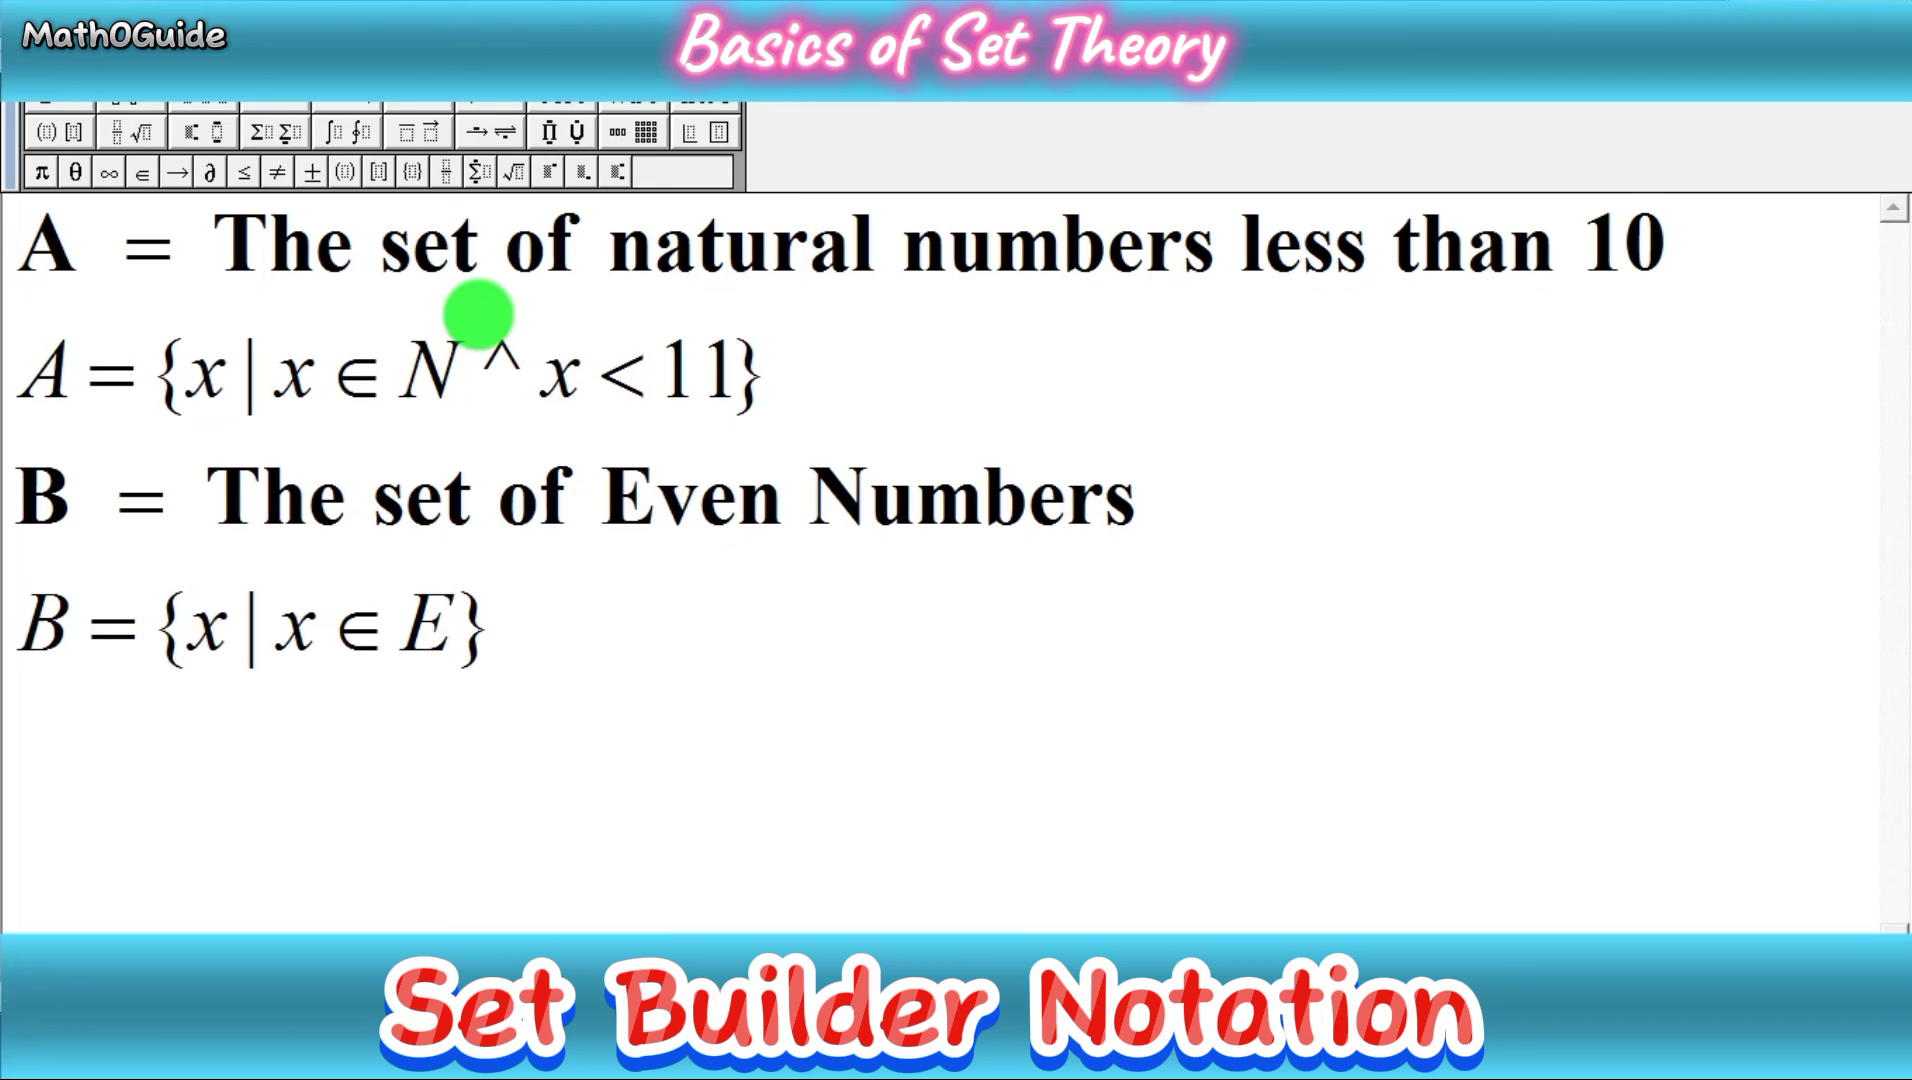 MathOGuide
Basics of Set Theory
π θ ∞ ∈ → ∂ ≤ ≠ ±
A = The set of natural numbers less than 10
A = {x | x ∈ N ^ x < 11}
B = The set of Even Numbers
B = {x | x ∈ E}
Set Builder Notation